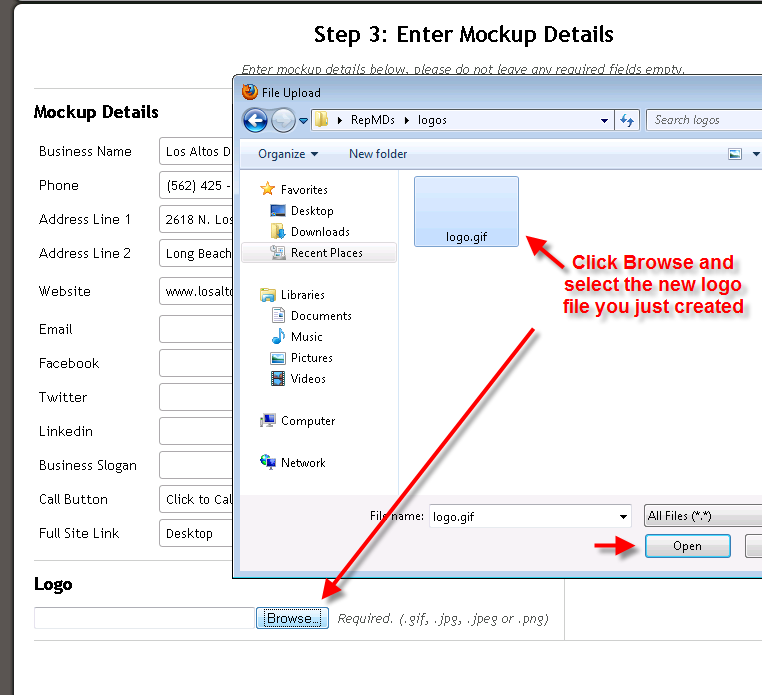 Step 3: Enter Mockup Details
Enter mockup details below, please do not leave any required fields empty.
File Upload
RepMDs
logos
Search logos
Organize
New folder
Favorites
Desktop
Downloads
Recent Places
Libraries
Documents
Music
Pictures
Videos
Computer
Network
logo.gif
Click Browse and
select the new logo
file you just created
File name:
logo.gif
All Files (*.*)
Open
Mockup Details
Business Name
Los Altos D
Phone
(562) 425 -
Address Line 1
2618 N. Los
Address Line 2
Long Beach
Website
www.losalto
Email
Facebook
Twitter
Linkedin
Business Slogan
Call Button
Click to Cal
Full Site Link
Desktop
Logo
Browse...
Required. (.gif, .jpg, .jpeg or .png)